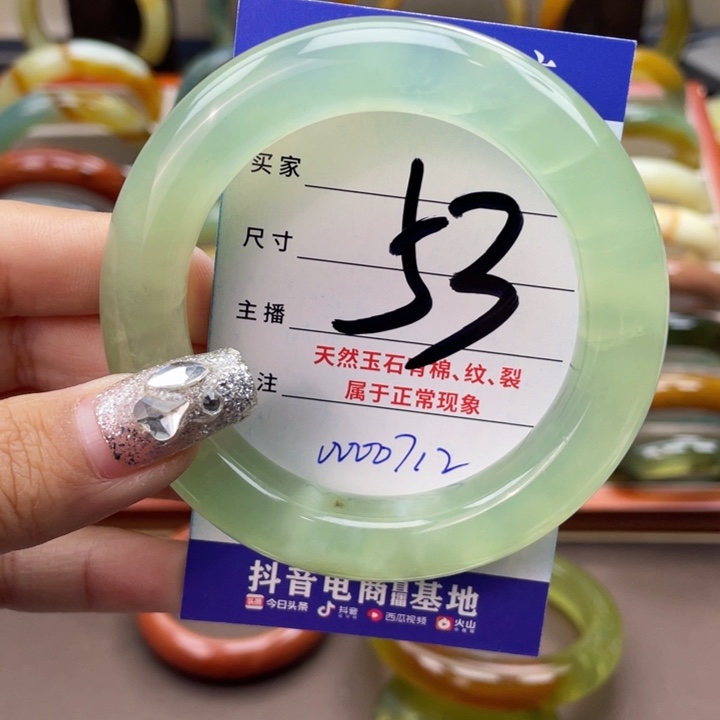 买家
53
尺寸
主播
天然玉石有棉、纹、裂
注
属于正常现象
0000712
抖音电商直播基地
今日头条 抖音 西瓜视频 火山